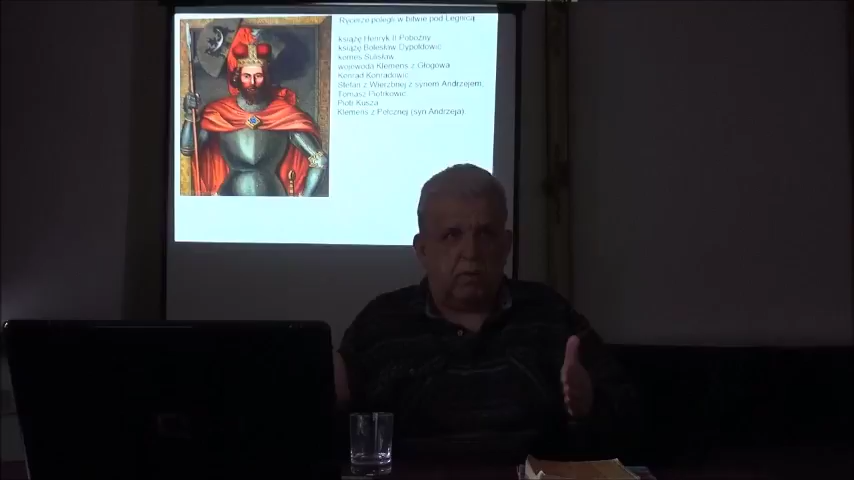 Rycerze polegli w bitwie pod Legnicą
książę Henryk II Pobożny
książę Bolesław Dypoldowic
komes Sulisław
wojewoda Klemens z Głogowa
Konrad Konradowic
Stefan z Wierzbnej z synem Andrzejem,
Tomasz Piotrkowic
Piotr Kusza
Klemens z Pełcznej (syn Andrzeja)